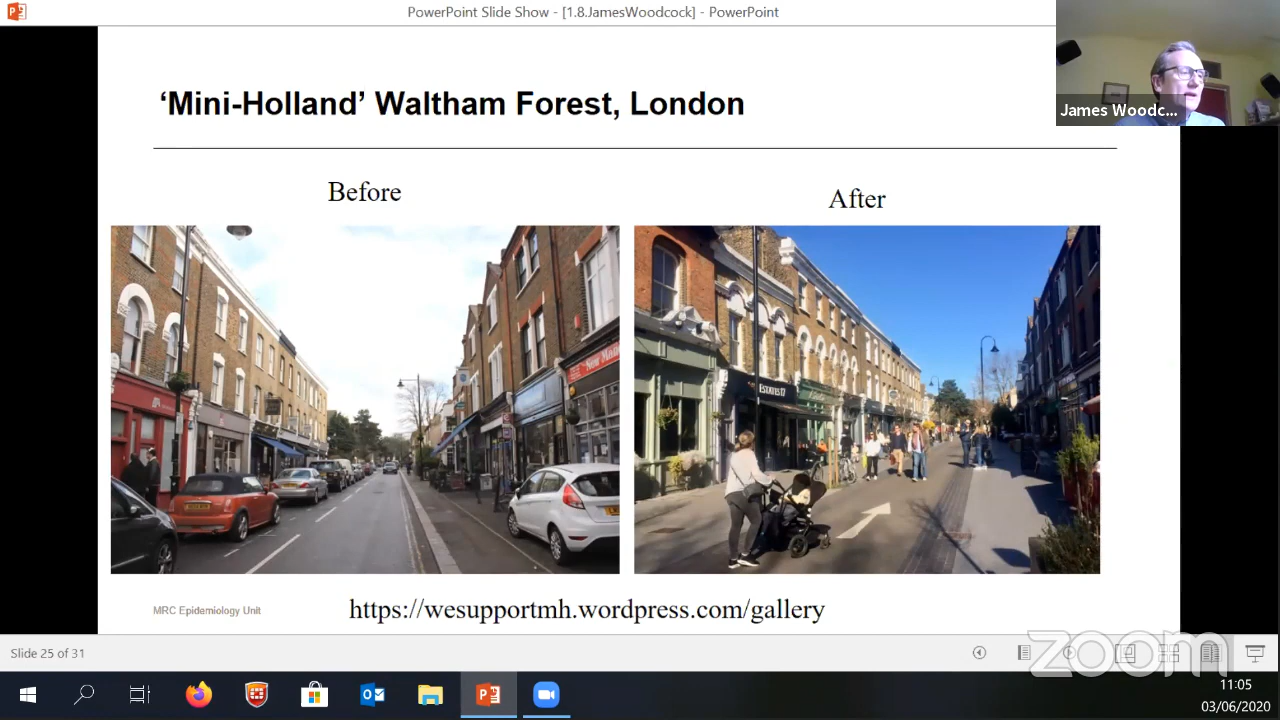 PowerPoint Slide Show - [1.8.JamesWoodcock] - PowerPoint
James Woodc...
‘Mini-Holland’ Waltham Forest, London
Before
After
MRC Epidemiology Unit
https://wesupportmh.wordpress.com/gallery
Slide 25 of 31
zoom
11:05
03/06/2020